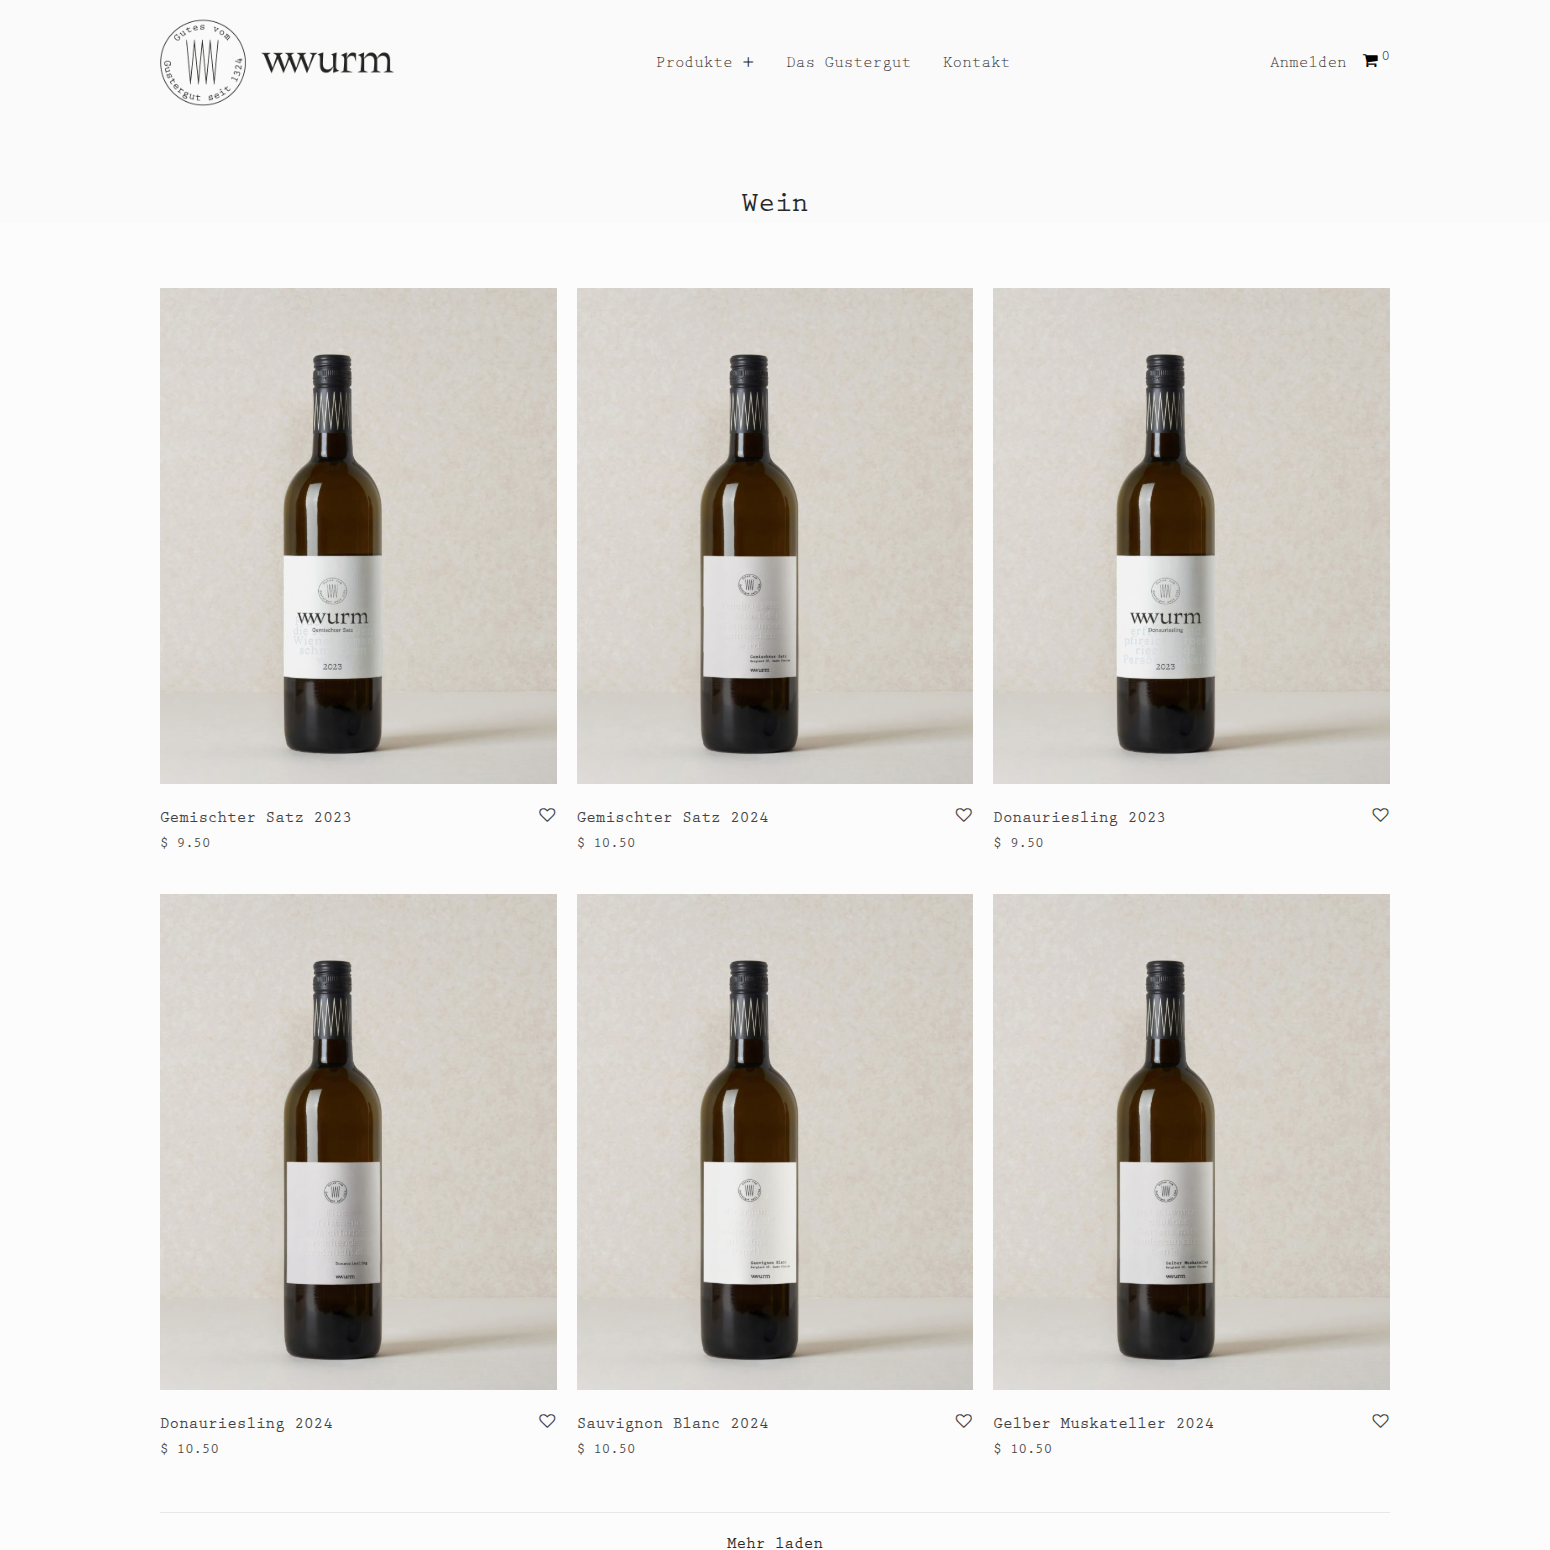 Gutes vom
Gustergut seit 1324
wwurm
Produkte +
Das Gustergut
Kontakt
Anmelden
0
Wein
wwurm
Gemischter Satz
2023
Gemischter Satz
wwurm
wwurm
Donauriesling
2023
Gemischter Satz 2023
$ 9.50
Gemischter Satz 2024
$ 10.50
Donauriesling 2023
$ 9.50
Donauriesling
wwurm
Sauvignon Blanc
wwurm
Gelber Muskateller
wwurm
Donauriesling 2024
$ 10.50
Sauvignon Blanc 2024
$ 10.50
Gelber Muskateller 2024
$ 10.50
Mehr laden